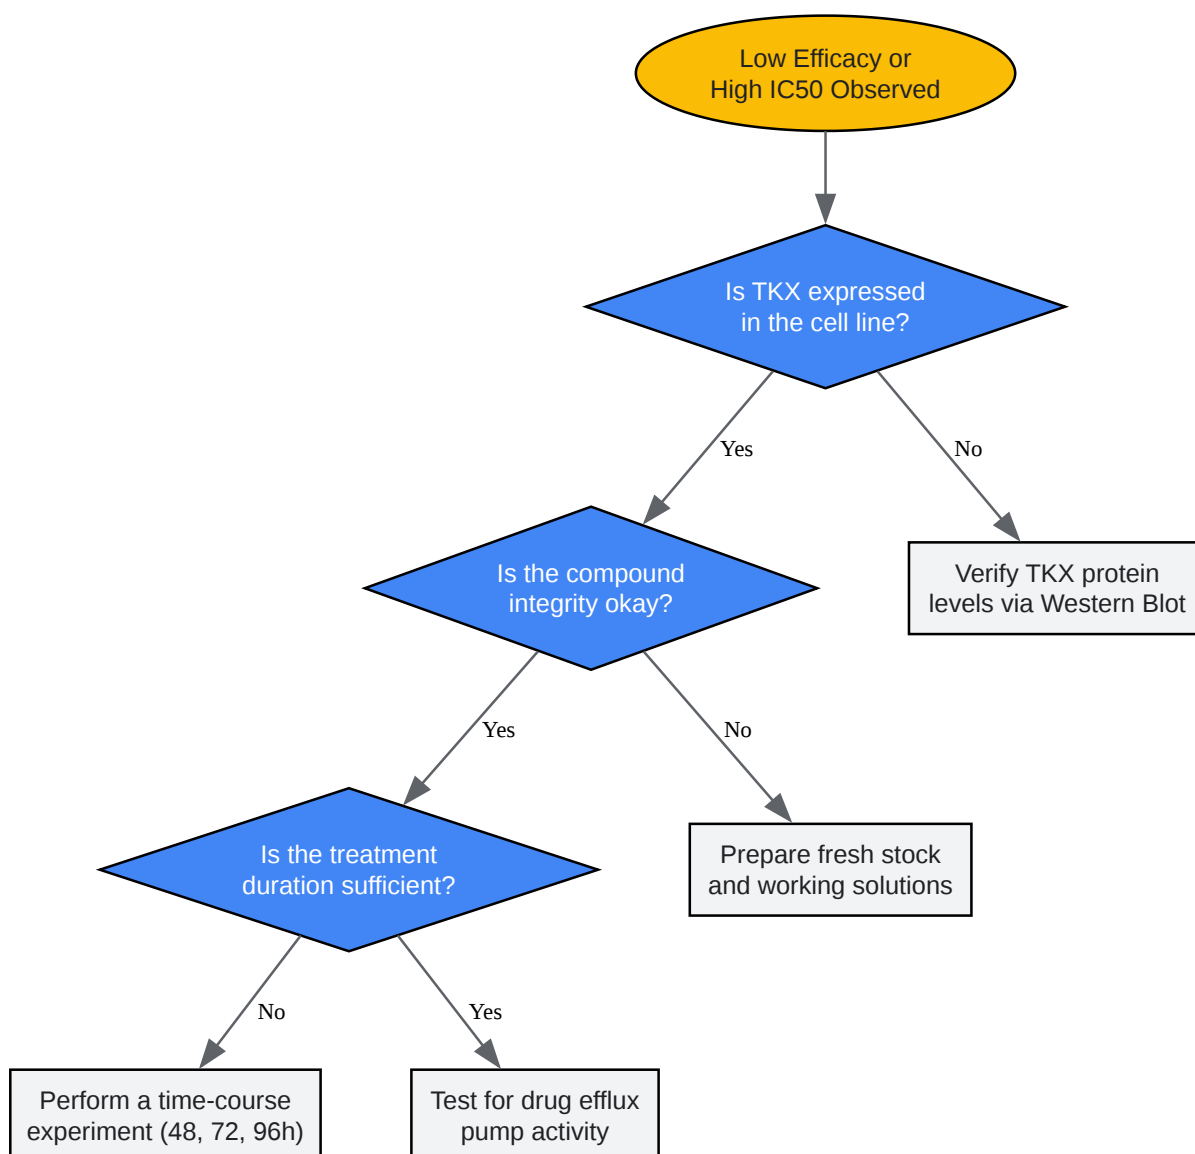 Low Efficacy or
High IC50 Observed
Is TKX expressed
in the cell line?
Yes
No
Is the compound
integrity okay?
Verify TKX protein
levels via Western Blot
Yes
No
Is the treatment
duration sufficient?
Prepare fresh stock
and working solutions
No
Yes
Perform a time-course
experiment (48, 72, 96h)
Test for drug efflux
pump activity